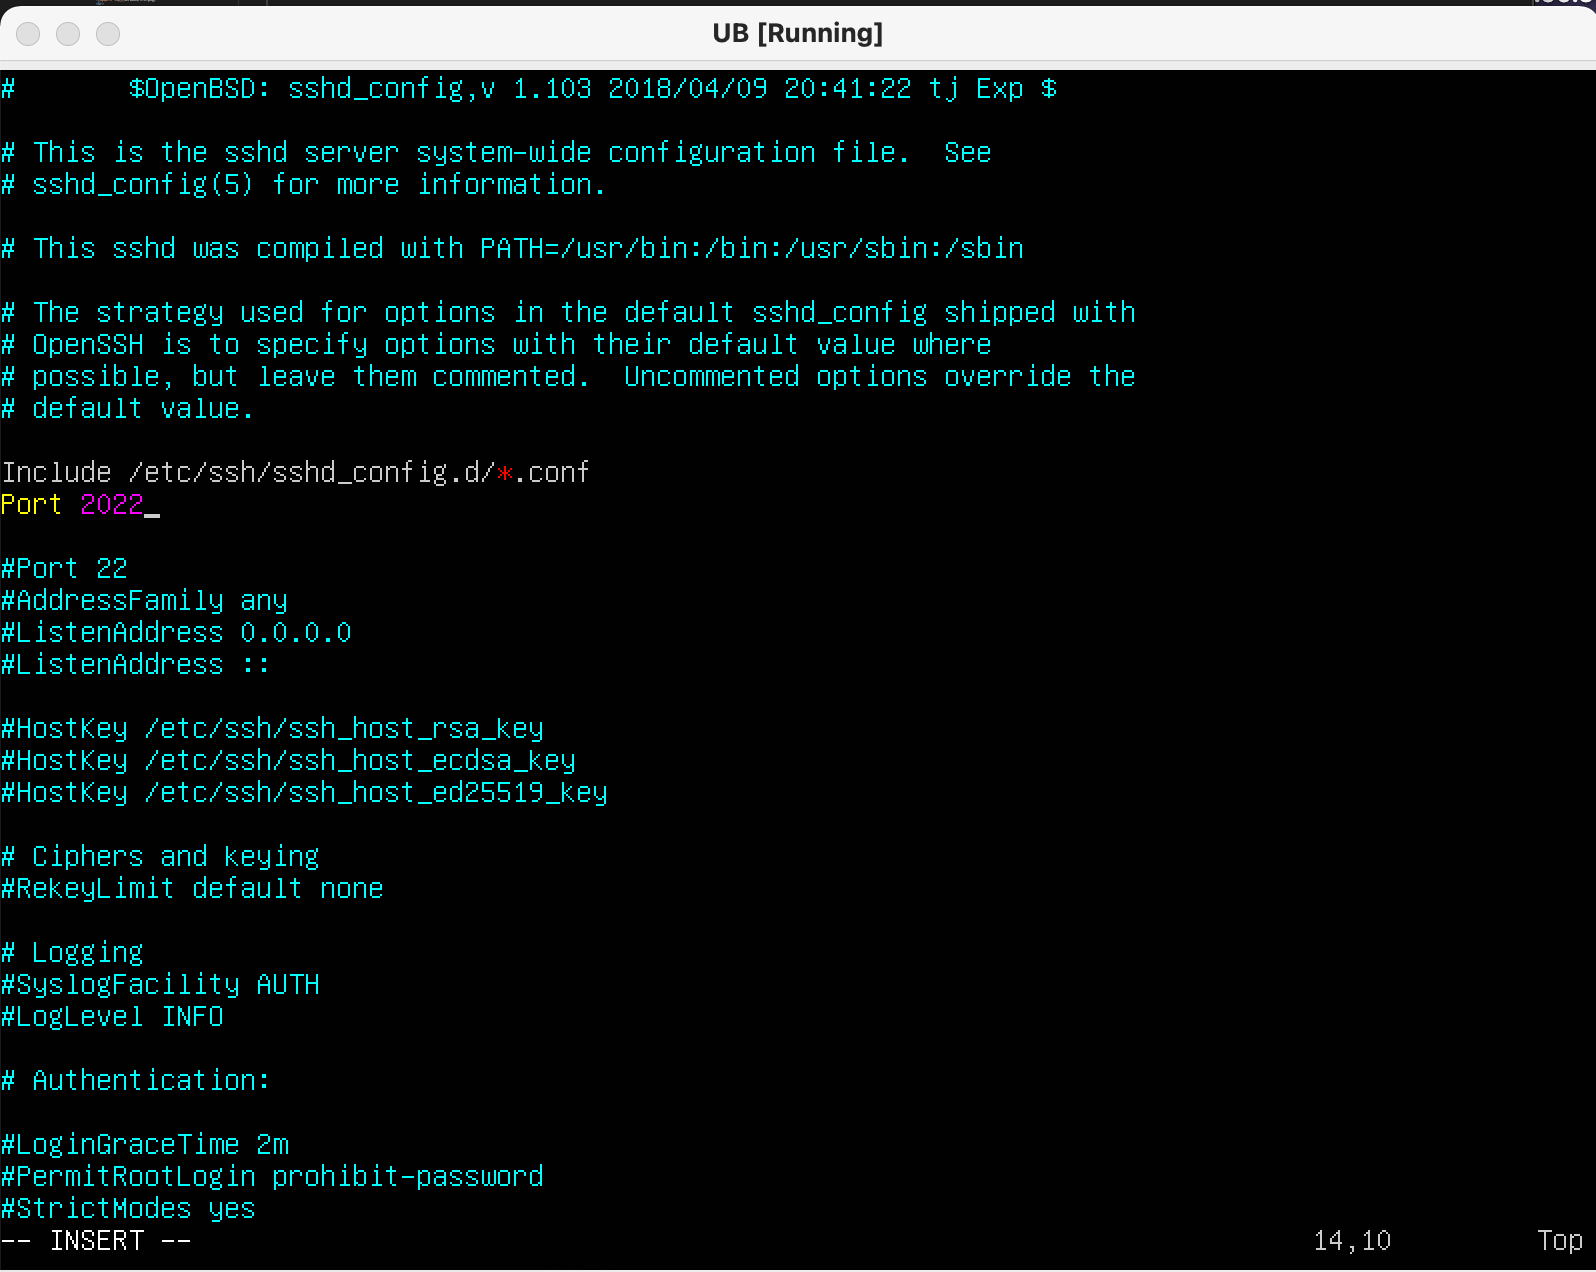 UB [Running]
#       $OpenBSD: sshd_config,v 1.103 2018/04/09 20:41:22 tj Exp $
# This is the sshd server system-wide configuration file.  See
# sshd_config(5) for more information.
# This sshd was compiled with PATH=/usr/bin:/bin:/usr/sbin:/sbin
# The strategy used for options in the default sshd_config shipped with
# OpenSSH is to specify options with their default value where
# possible, but leave them commented.  Uncommented options override the
# default value.
Include /etc/ssh/sshd_config.d/*.conf
Port 2022
#Port 22
#AddressFamily any
#ListenAddress 0.0.0.0
#ListenAddress ::
#HostKey /etc/ssh/ssh_host_rsa_key
#HostKey /etc/ssh/ssh_host_ecdsa_key
#HostKey /etc/ssh/ssh_host_ed25519_key
# Ciphers and keying
#RekeyLimit default none
# Logging
#SyslogFacility AUTH
#LogLevel INFO
# Authentication:
#LoginGraceTime 2m
#PermitRootLogin prohibit-password
#StrictModes yes
-- INSERT --                14,10          Top